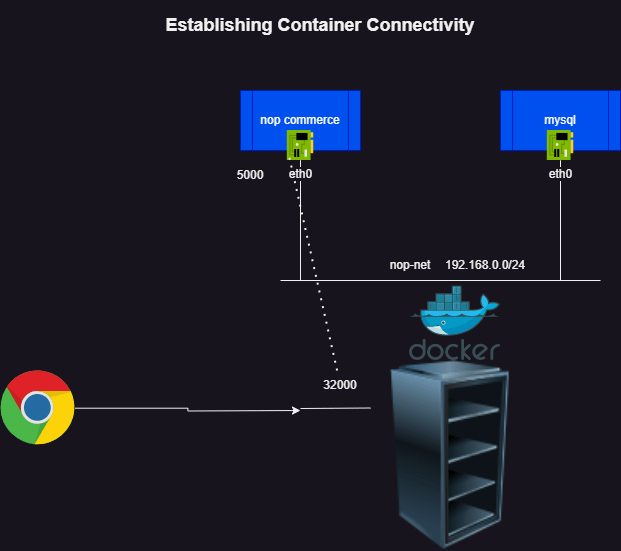 Establishing Container Connectivity
nop commerce
mysql
5000
eth0
eth0
nop-net 192.168.0.0/24
docker
32000